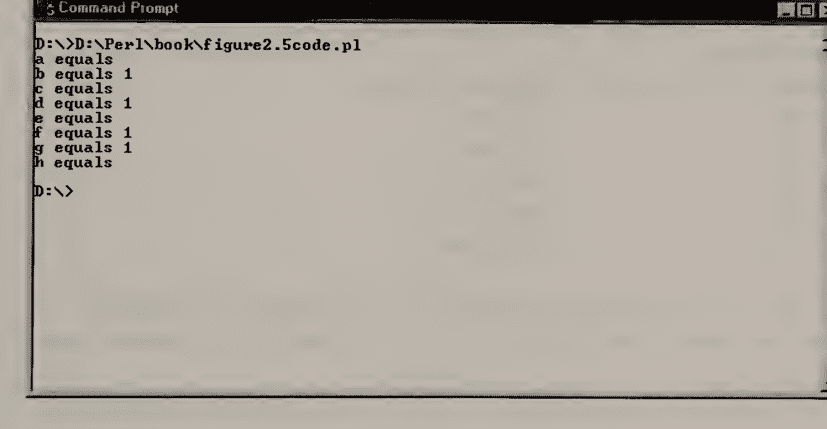 Command Prompt
D:\>D:\Perl\book\figure2.5code.pl
a equals
b equals 1
c equals
d equals 1
e equals
f equals 1
g equals 1
h equals
D:\>